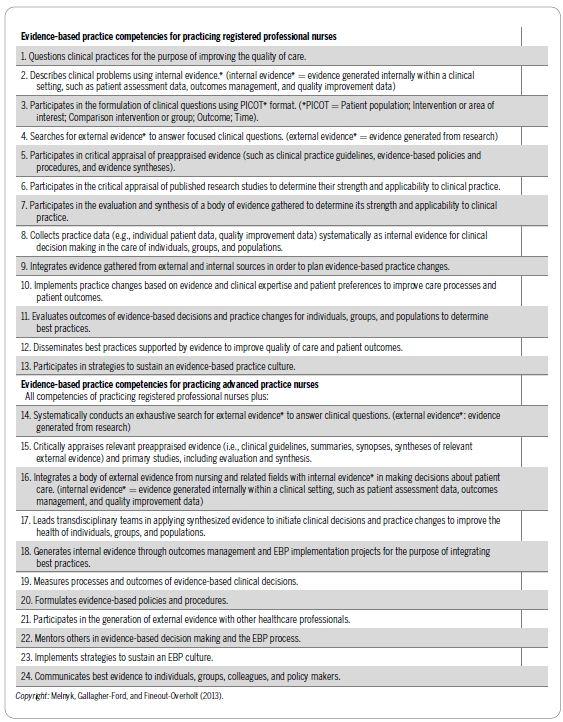 Evidence-based practice competencies for practicing registered professional nurses
1. Questions clinical practices for the purpose of improving the quality of care.
2. Describes clinical problems using internal evidence.* (internal evidence* = evidence generated internally within a clinical
setting, such as patient assessment data, outcomes management, and quality improvement data)
3. Participates in the formulation of clinical questions using PICOT* format. (*PICOT = Patient population; Intervention or area of
interest; Comparison intervention or group; Outcome; Time).
4. Searches for external evidence* to answer focused clinical questions. (external evidence* = evidence generated from research)
5. Participates in critical appraisal of preappraised evidence (such as clinical practice guidelines, evidence-based policies and
procedures, and evidence syntheses).
6. Participates in the critical appraisal of published research studies to determine their strength and applicability to clinical practice.
7. Participates in the evaluation and synthesis of a body of evidence gathered to determine its strength and applicability to clinical
practice.
8. Collects practice data (e.g., individual patient data, quality improvement data) systematically as internal evidence for clinical
decision making in the care of individuals, groups, and populations.
9. Integrates evidence gathered from external and internal sources in order to plan evidence-based practice changes.
10. Implements practice changes based on evidence and clinical expertise and patient preferences to improve care processes and
patient outcomes.
11. Evaluates outcomes of evidence-based decisions and practice changes for individuals, groups, and populations to determine
best practices.
12. Disseminates best practices supported by evidence to improve quality of care and patient outcomes.
13. Participates in strategies to sustain an evidence-based practice culture.
Evidence-based practice competencies for practicing advanced practice nurses
All competencies of practicing registered professional nurses plus:
14. Systematically conducts an exhaustive search for external evidence* to answer clinical questions. (external evidence*: evidence
generated from research)
15. Critically appraises relevant preappraised evidence (i.e., clinical guidelines, summaries, synopses, syntheses of relevant
external evidence) and primary studies, including evaluation and synthesis.
16. Integrates a body of external evidence from nursing and related fields with internal evidence* in making decisions about patient
care. (internal evidence* = evidence generated internally within a clinical setting, such as patient assessment data, outcomes
management, and quality improvement data)
17. Leads transdisciplinary teams in applying synthesized evidence to initiate clinical decisions and practice changes to improve the
health of individuals, groups, and populations.
18. Generates internal evidence through outcomes management and EBP implementation projects for the purpose of integrating
best practices.
19. Measures processes and outcomes of evidence-based clinical decisions.
20. Formulates evidence-based policies and procedures.
21. Participates in the generation of external evidence with other healthcare professionals.
22. Mentors others in evidence-based decision making and the EBP process.
23. Implements strategies to sustain an EBP culture.
24. Communicates best evidence to individuals, groups, colleagues, and policy makers.
Copyright: Melnyk, Gallagher-Ford, and Fineout-Overholt (2013).